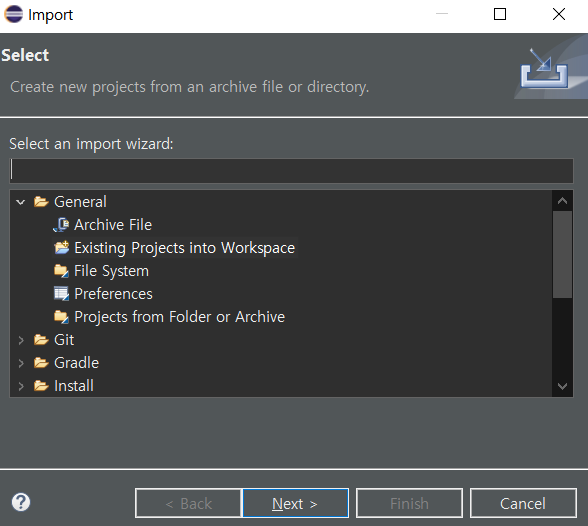 Import
Select
Create new projects from an archive file or directory.
Select an import wizard:
General
Archive File
Existing Projects into Workspace
File System
Preferences
Projects from Folder or Archive
Git
Gradle
Install
?
< Back
Next >
Finish
Cancel